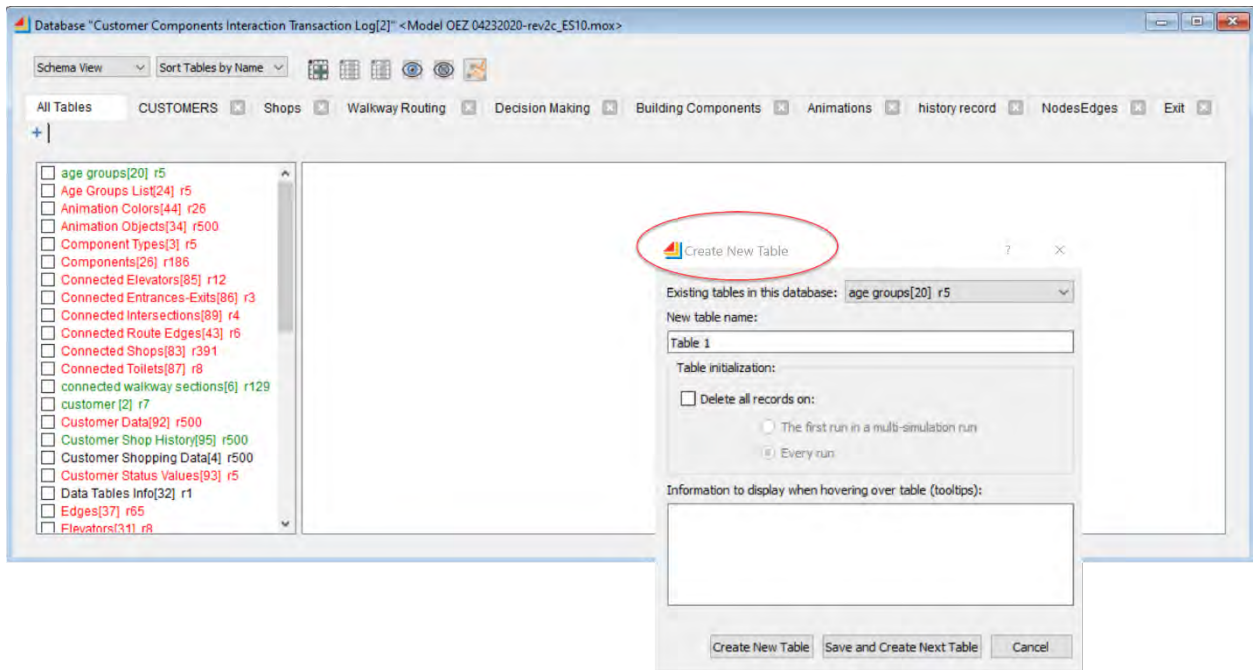 Database "Customer Components Interaction Transaction Log[2]" <Model OEZ 04232020-rev2c_ES10.mox>
Schema View Sort Tables by Name
All Tables CUSTOMERS Shops Walkway Routing Decision Making Building Components Animations history record NodesEdges Exit
+
age groups[20] r5
Age Groups List[24] r5
Animation Colors[44] r26
Animation Objects[34] r500
Component Types[3] r5
Components[26] r186
Connected Elevators[85] r12
Connected Entrances-Exits[86] r3
Connected Intersections[89] r4
Connected Route Edges[43] r6
Connected Shops[83] r391
Connected Toilets[87] r8
connected walkway sections[6] r129
customer [2] r7
Customer Data[92] r500
Customer Shop History[95] r500
Customer Shopping Data[4] r500
Customer Status Values[93] r5
Data Tables Info[32] r1
Edges[37] r65
Elevators[31] r8
Create New Table ?
Existing tables in this database: age groups[20] r5
New table name:
Table 1
Table initialization:
Delete all records on:
The first run in a multi-simulation run
Every run
Information to display when hovering over table (tooltips):
Create New Table Save and Create Next Table Cancel